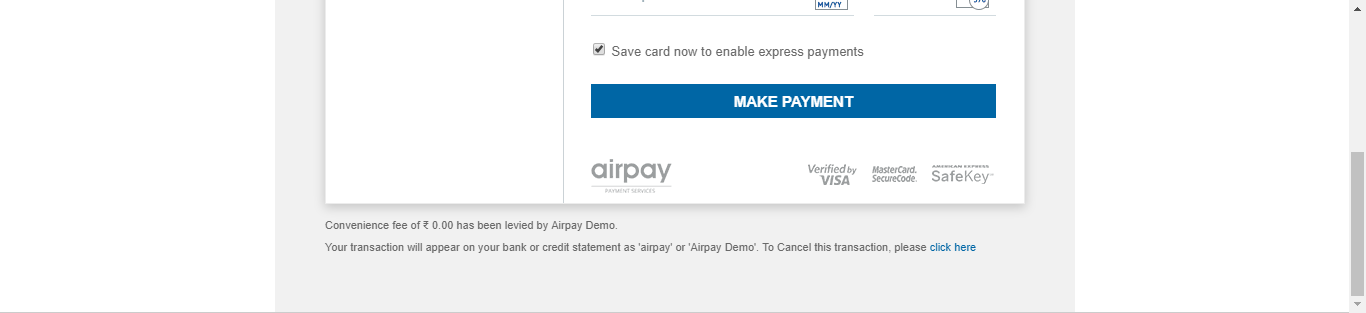 MM/YY
Save card now to enable express payments
MAKE PAYMENT
airpay
PAYMENT SERVICES
Verified by
VISA
MasterCard.
SecureCode.
AMERICAN EXPRESS
SafeKey™
Convenience fee of ₹ 0.00 has been levied by Airpay Demo.
Your transaction will appear on your bank or credit statement as 'airpay' or 'Airpay Demo'. To Cancel this transaction, please click here